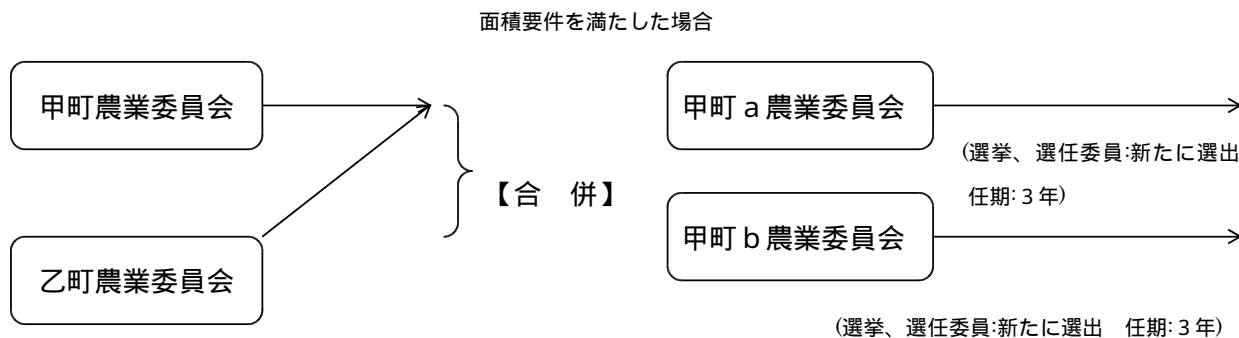 面積要件を満たした場合
甲町農業委員会
乙町農業委員会
【合　併】
甲町ａ農業委員会
(選挙、選任委員:新たに選出
任期:３年)
甲町ｂ農業委員会
(選挙、選任委員:新たに選出　任期:３年)